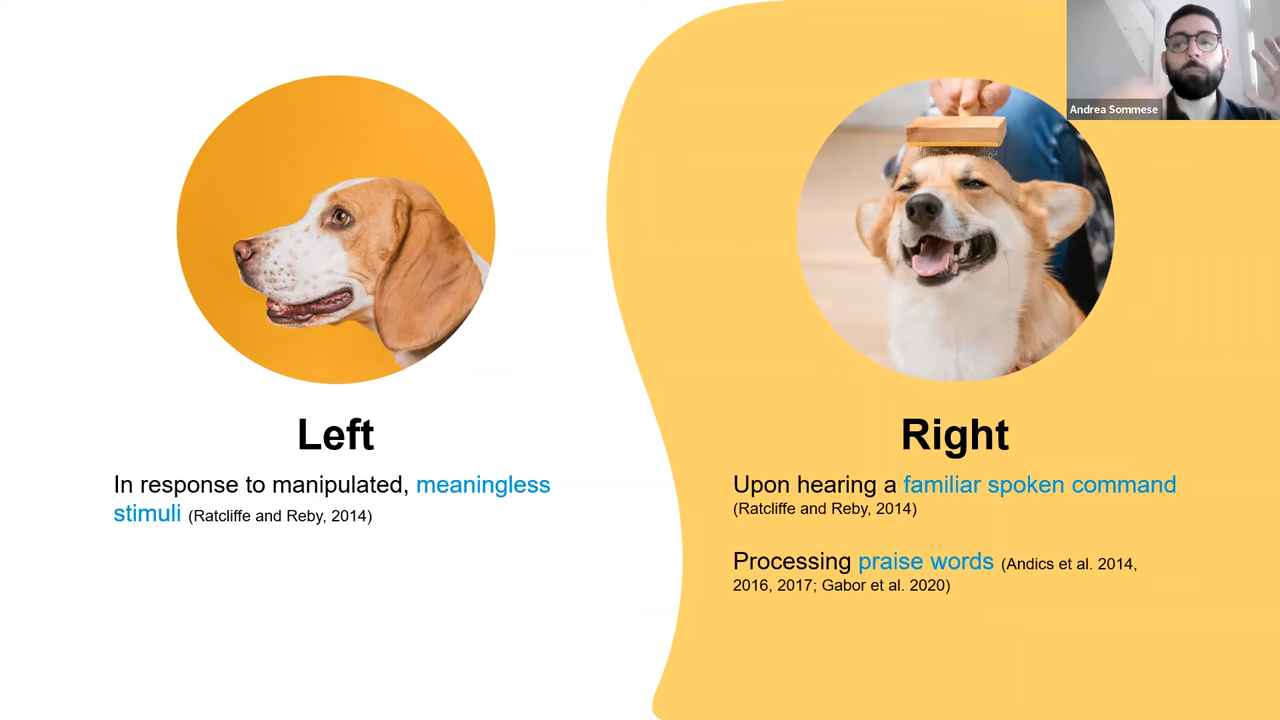 Andrea Sommese
Left
In response to manipulated, meaningless
stimuli (Ratcliffe and Reby, 2014)
Right
Upon hearing a familiar spoken command
(Ratcliffe and Reby, 2014)
Processing praise words (Andics et al. 2014,
2016, 2017; Gabor et al. 2020)